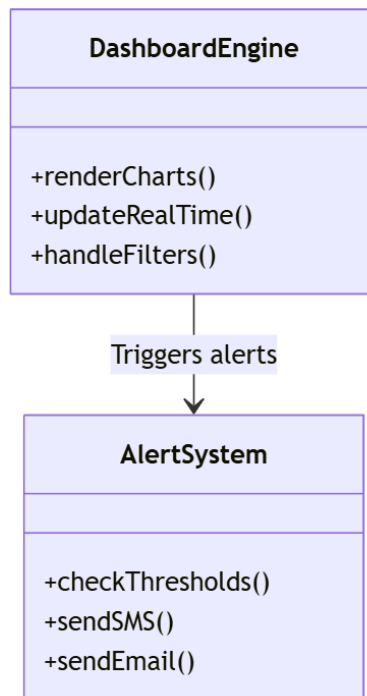 DashboardEngine
+renderCharts()
+updateRealTime()
+handleFilters()
Triggers alerts
AlertSystem
+checkThresholds()
+sendSMS()
+sendEmail()